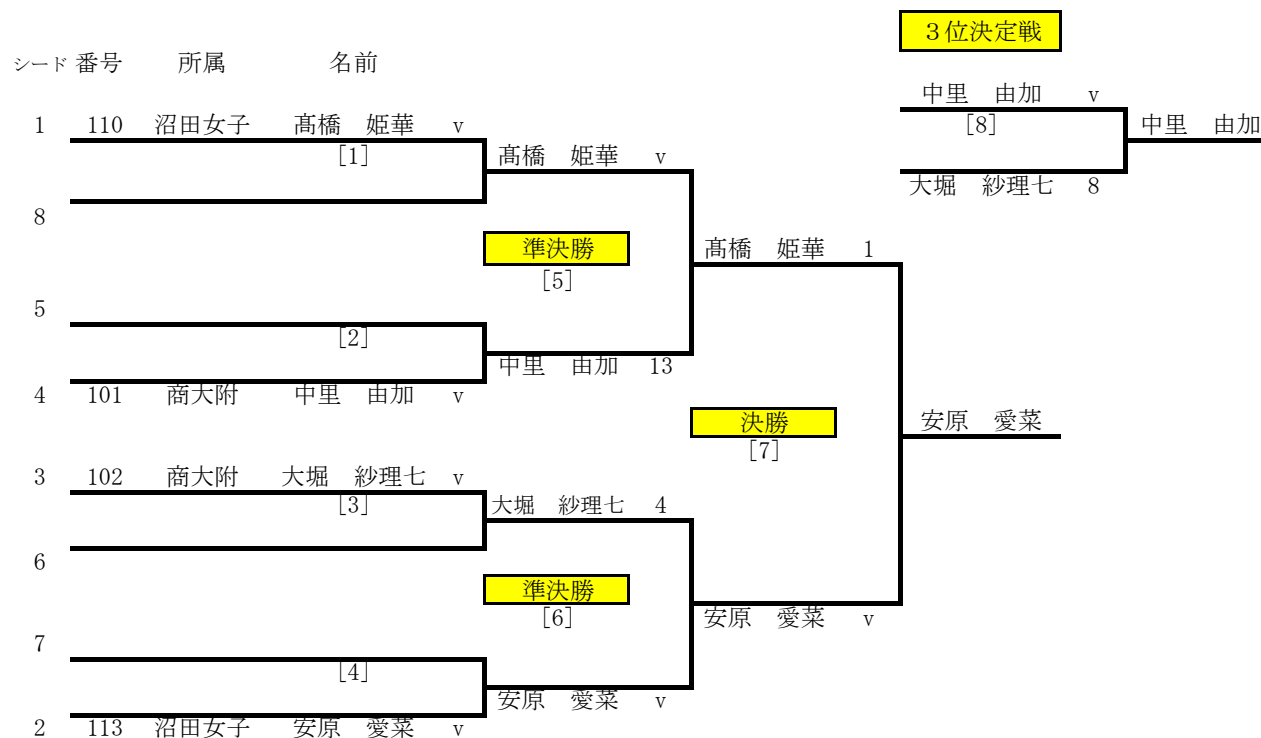 ３位決定戦
シード 番号 所属 名前
中里 由加 v
1 110 沼田女子 髙橋 姫華 v
[8]
中里 由加
[1]
髙橋 姫華 v
大堀 紗理七 8
8
準決勝
髙橋 姫華 1
[5]
5
[2]
中里 由加 13
4 101 商大附 中里 由加 v
決勝
安原 愛菜
[7]
3 102 商大附 大堀 紗理七 v
[3]
大堀 紗理七 4
6
準決勝
[6]
安原 愛菜 v
7
[4]
安原 愛菜 v
2 113 沼田女子 安原 愛菜 v